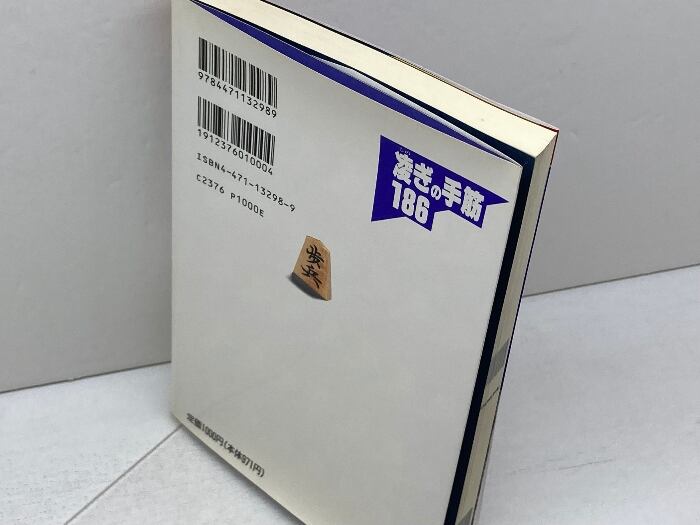 9784471132989
1912376010004
ISBN4-471-13298-9
C2376 P1000E
凌ぎの手筋
186
歩兵
定価1000円(本体971円)